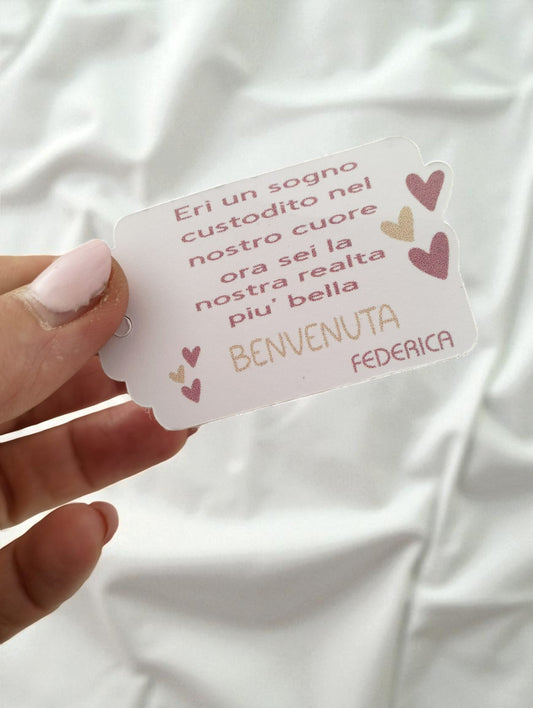 Eri un sogno
custodito nel
nostro cuore
ora sei la
nostra realta
piu' bella
BENVENUTA
FEDERICA